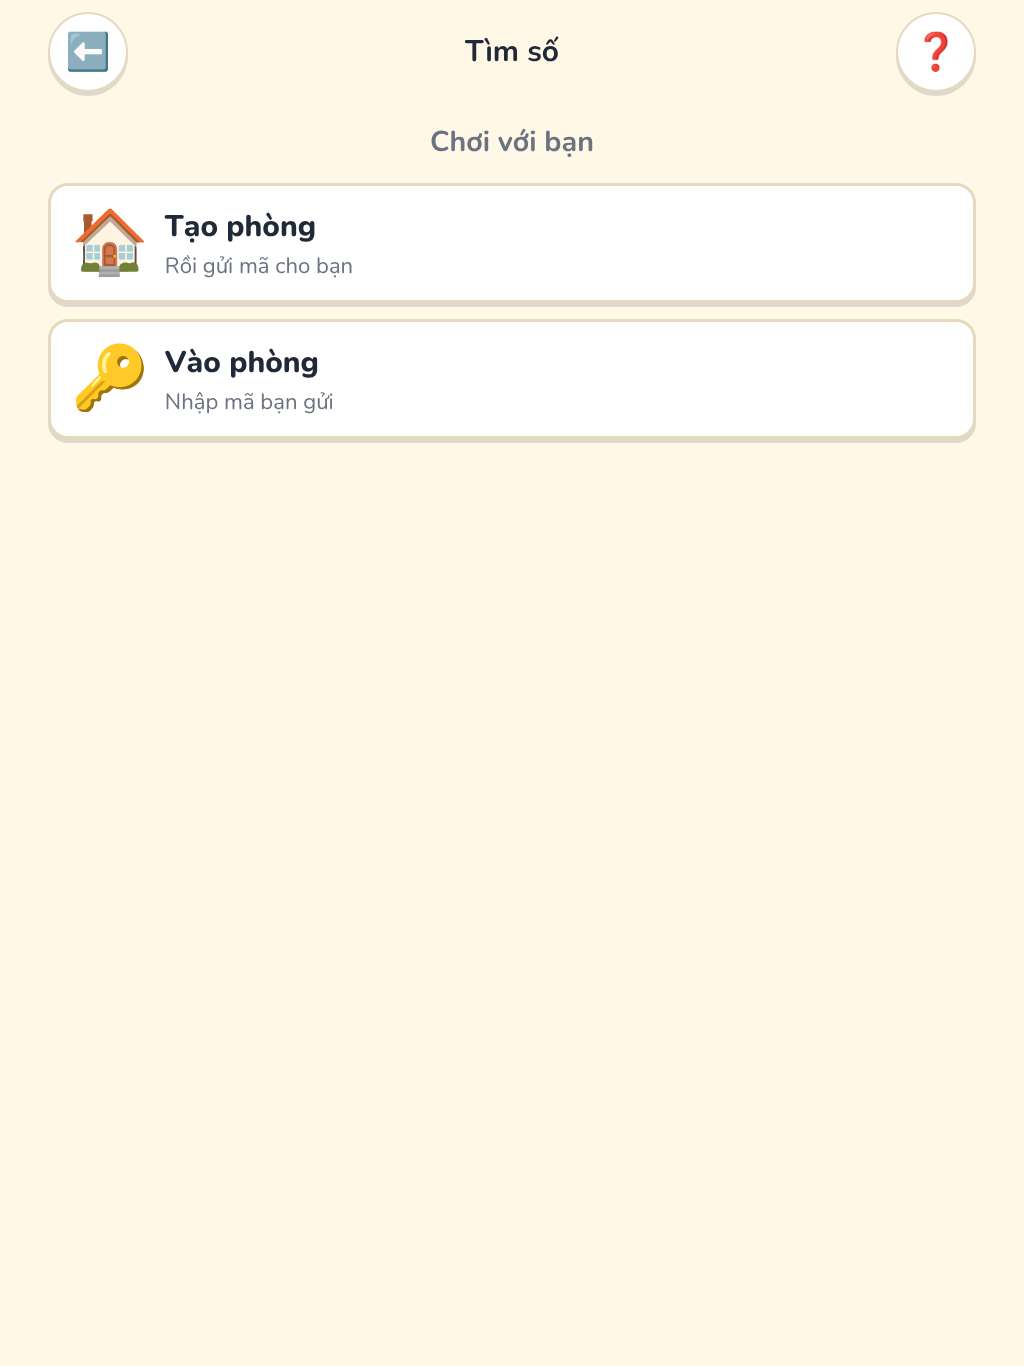 Tìm số
Chơi với bạn
Tạo phòng
Rồi gửi mã cho bạn
Vào phòng
Nhập mã bạn gửi